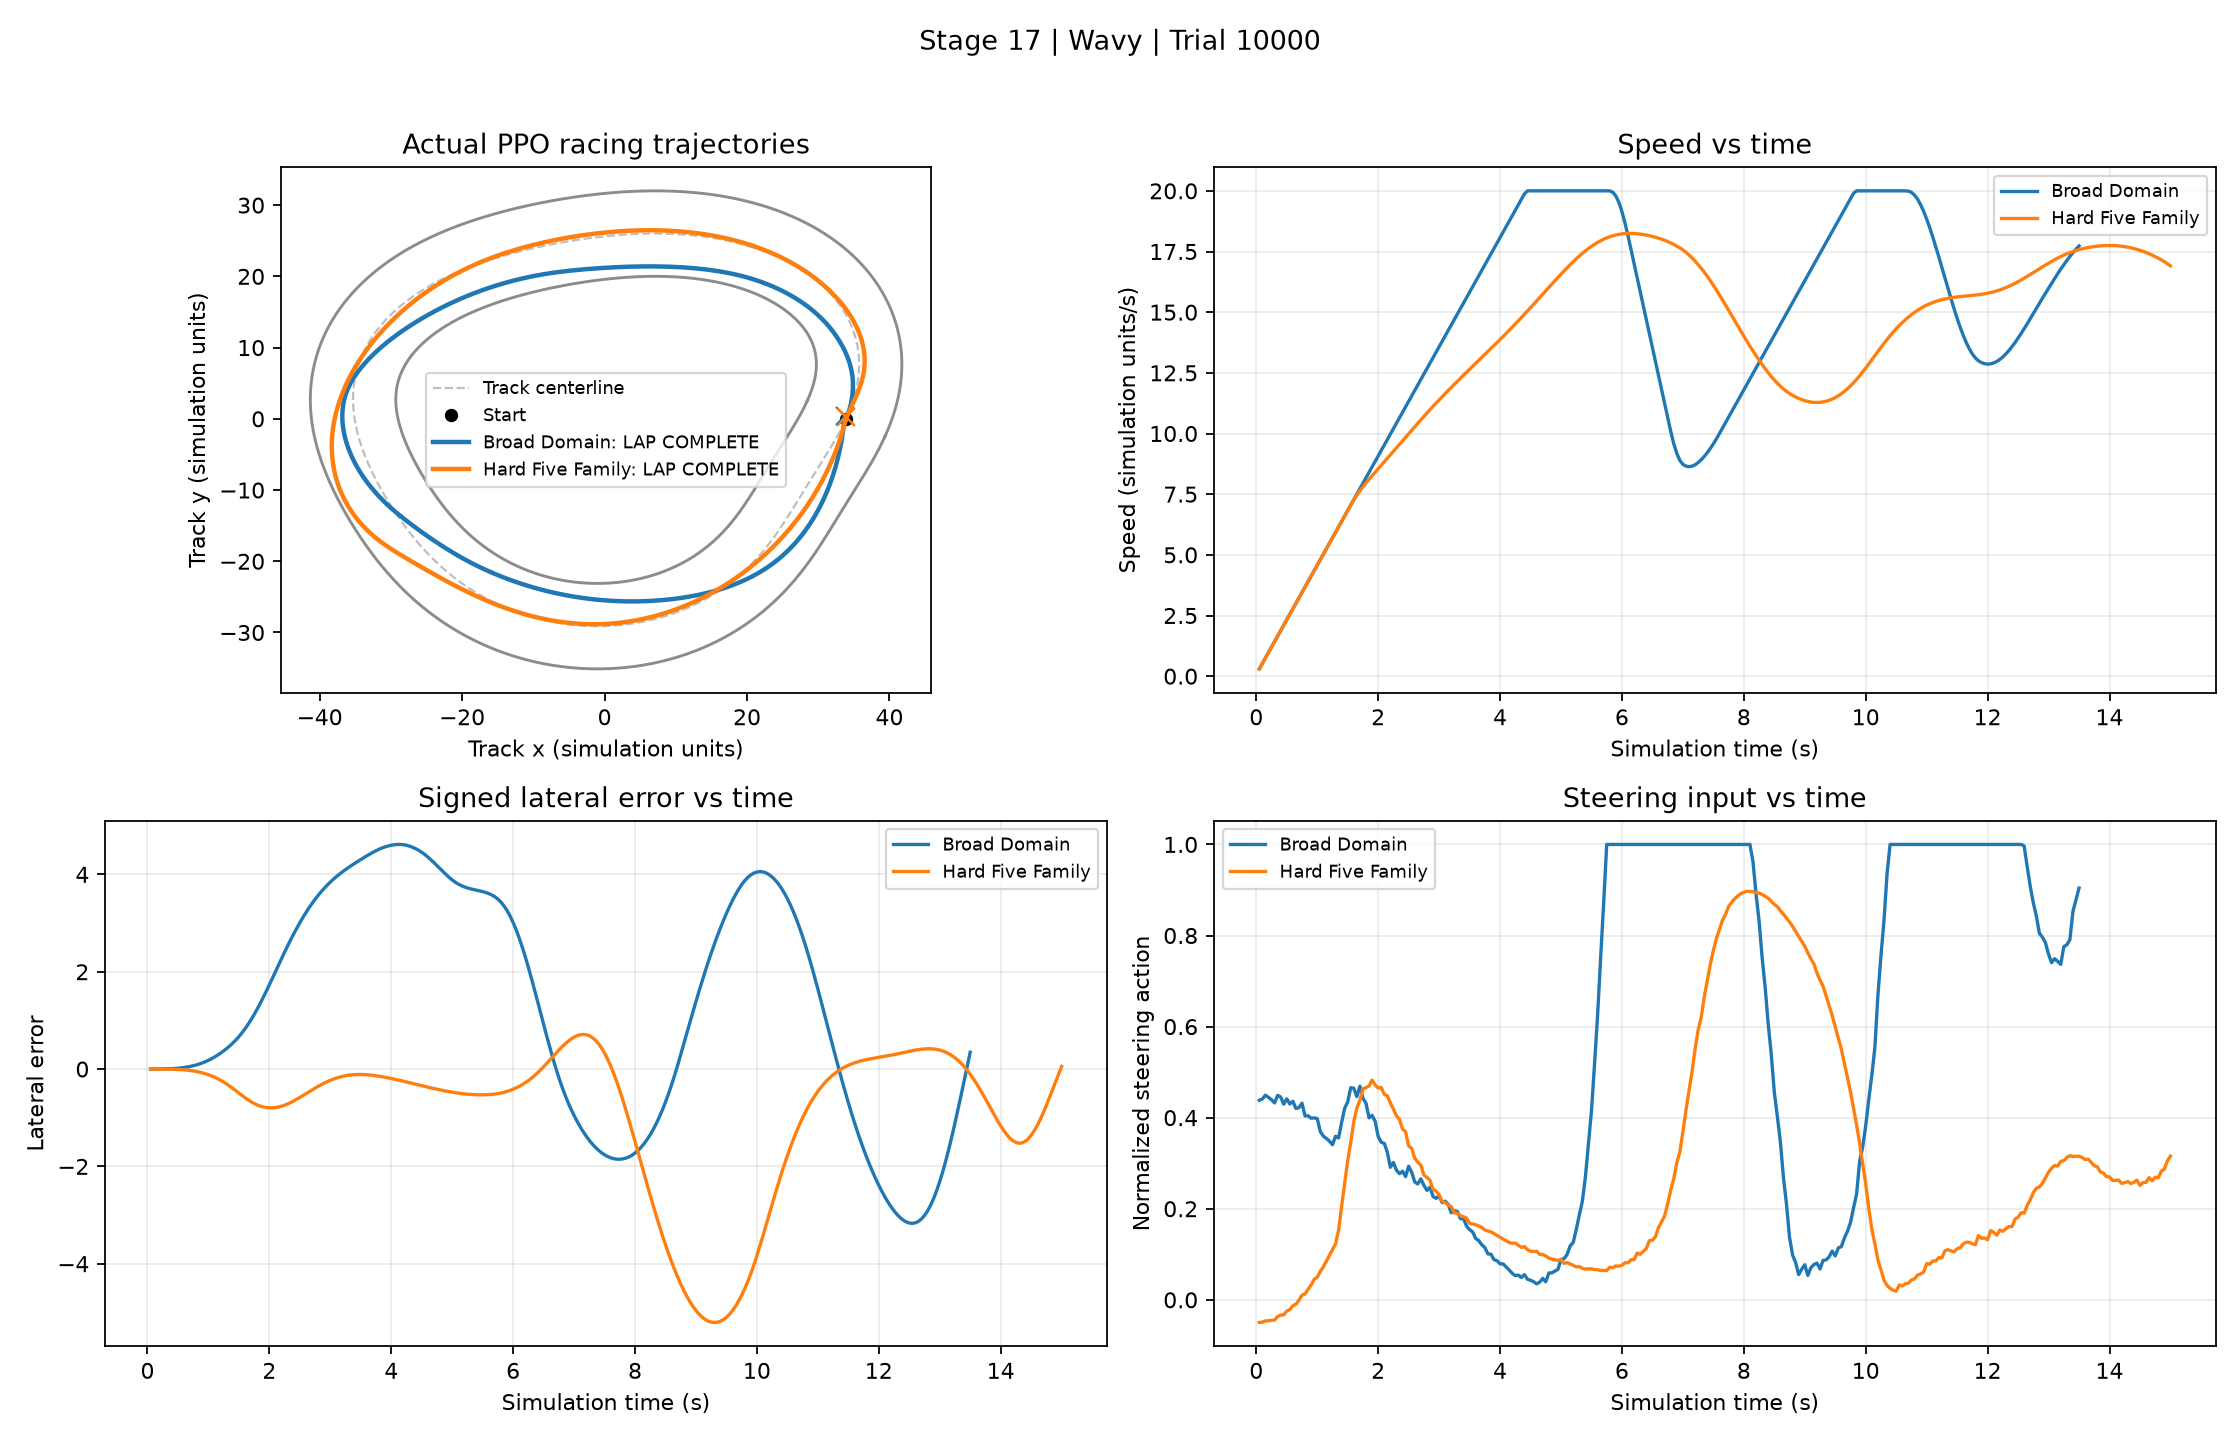 Stage 17 | Wavy | Trial 10000
Actual PPO racing trajectories
30
20
10
0
−10
−20
−30
−40
−20
0
20
40
Track y (simulation units)
Track x (simulation units)
Track centerline
Start
Broad Domain: LAP COMPLETE
Hard Five Family: LAP COMPLETE
Speed vs time
20.0
17.5
15.0
12.5
10.0
7.5
5.0
2.5
0.0
0
2
4
6
8
10
12
14
Speed (simulation units/s)
Simulation time (s)
Broad Domain
Hard Five Family
Signed lateral error vs time
4
2
0
−2
−4
0
2
4
6
8
10
12
14
Lateral error
Simulation time (s)
Broad Domain
Hard Five Family
Steering input vs time
1.0
0.8
0.6
0.4
0.2
0.0
0
2
4
6
8
10
12
14
Normalized steering action
Simulation time (s)
Broad Domain
Hard Five Family